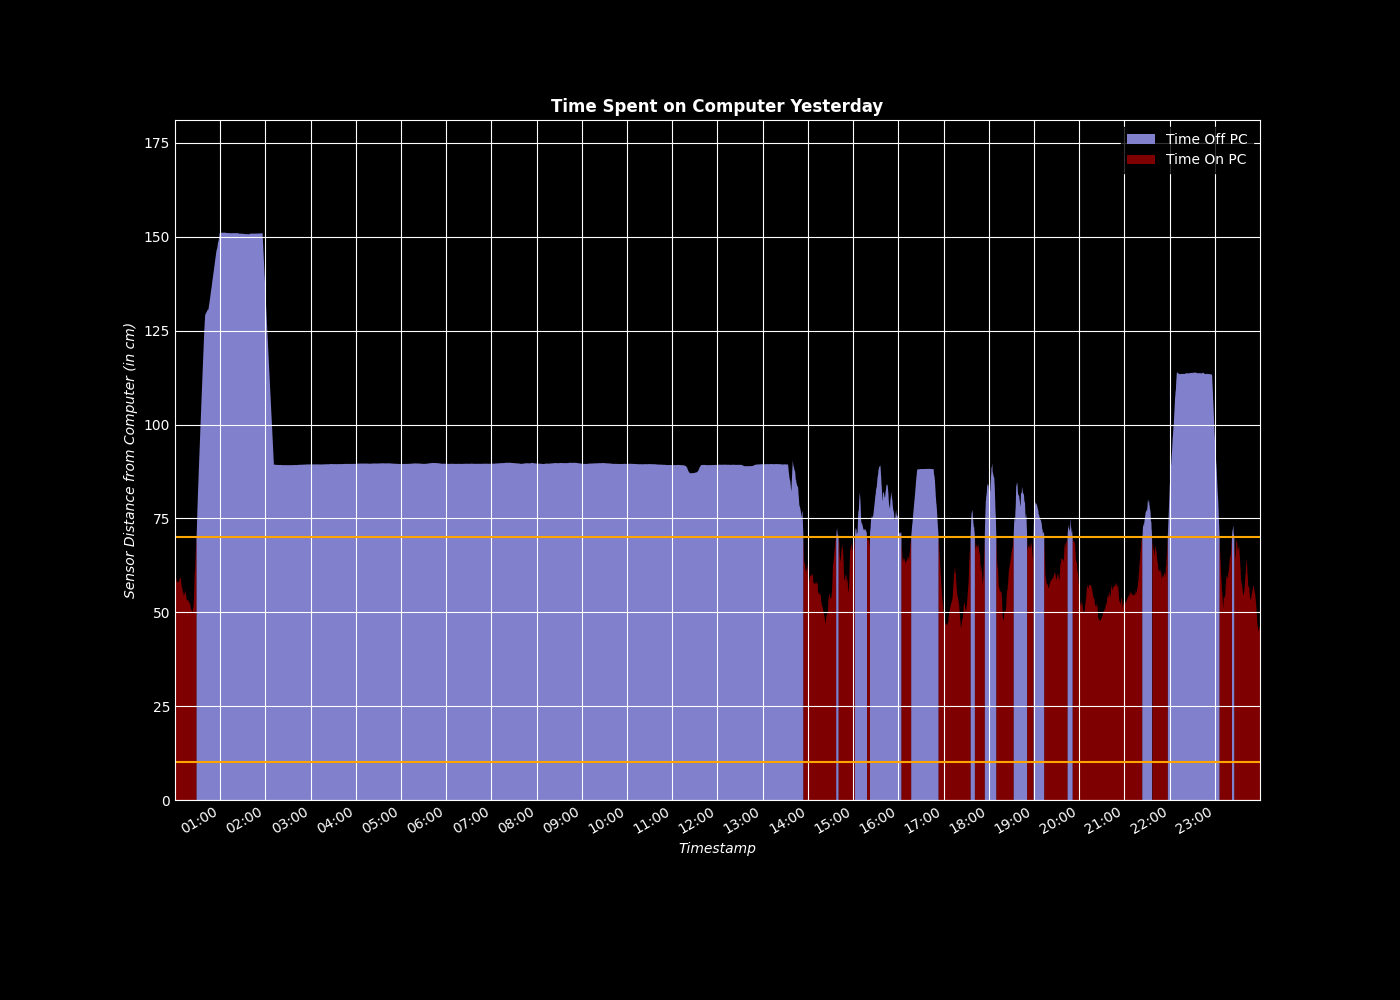 Time Spent on Computer Yesterday
Time Off PC
Time On PC
175
150
125
100
75
50
25
0
Sensor Distance from Computer (in cm)
01:00 02:00 03:00 04:00 05:00 06:00 07:00 08:00 09:00 10:00 11:00 12:00 13:00 14:00 15:00 16:00 17:00 18:00 19:00 20:00 21:00 22:00 23:00
Timestamp